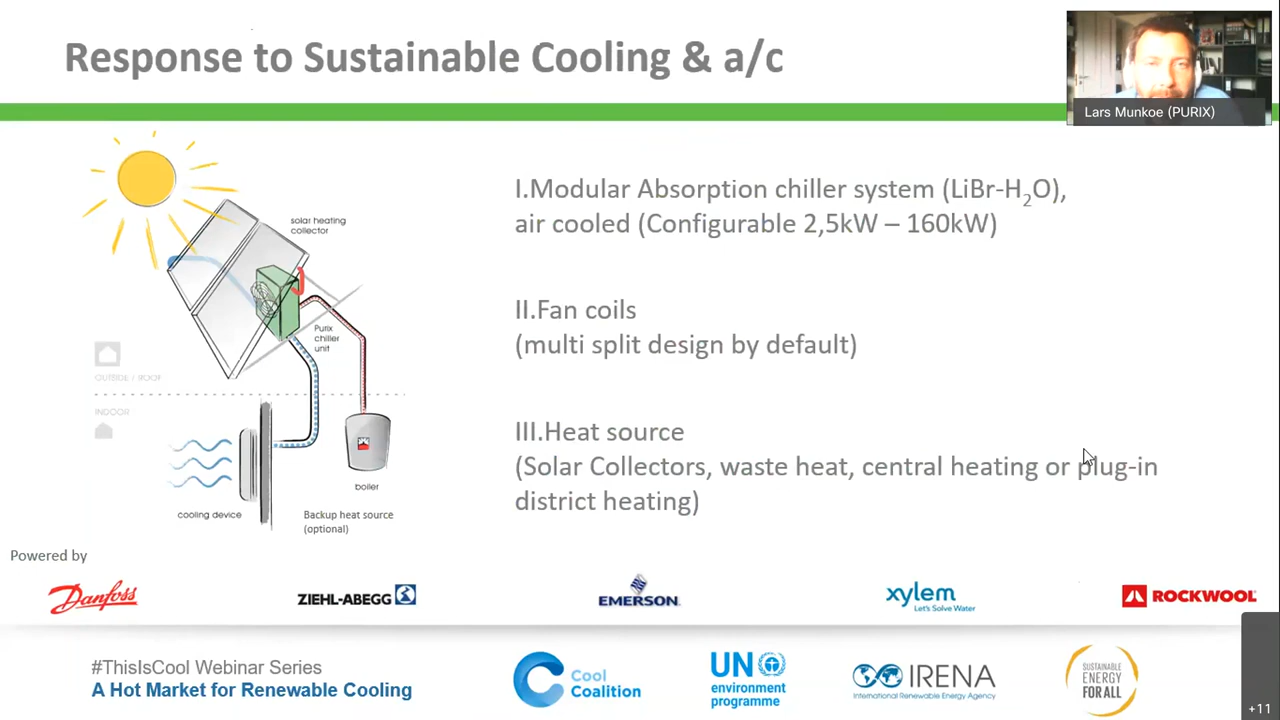 Response to Sustainable Cooling & a/c
Lars Munkoe (PURIX)
solar heating
collector
Purix
chiller
unit
OUTSIDE / ROOF
INDOOR
boiler
cooling device
Backup heat source
(optional)
I.Modular Absorption chiller system (LiBr-H₂O),
air cooled (Configurable 2,5kW – 160kW)
II.Fan coils
(multi split design by default)
III.Heat source
(Solar Collectors, waste heat, central heating or plug-in
district heating)
Powered by
Danfoss
ZIEHL-ABEGG
EMERSON
xylem
Let's Solve Water
ROCKWOOL
#ThisIsCool Webinar Series
A Hot Market for Renewable Cooling
Cool
Coalition
UN
environment
programme
IRENA
International Renewable Energy Agency
SUSTAINABLE
ENERGY
FOR ALL
+11